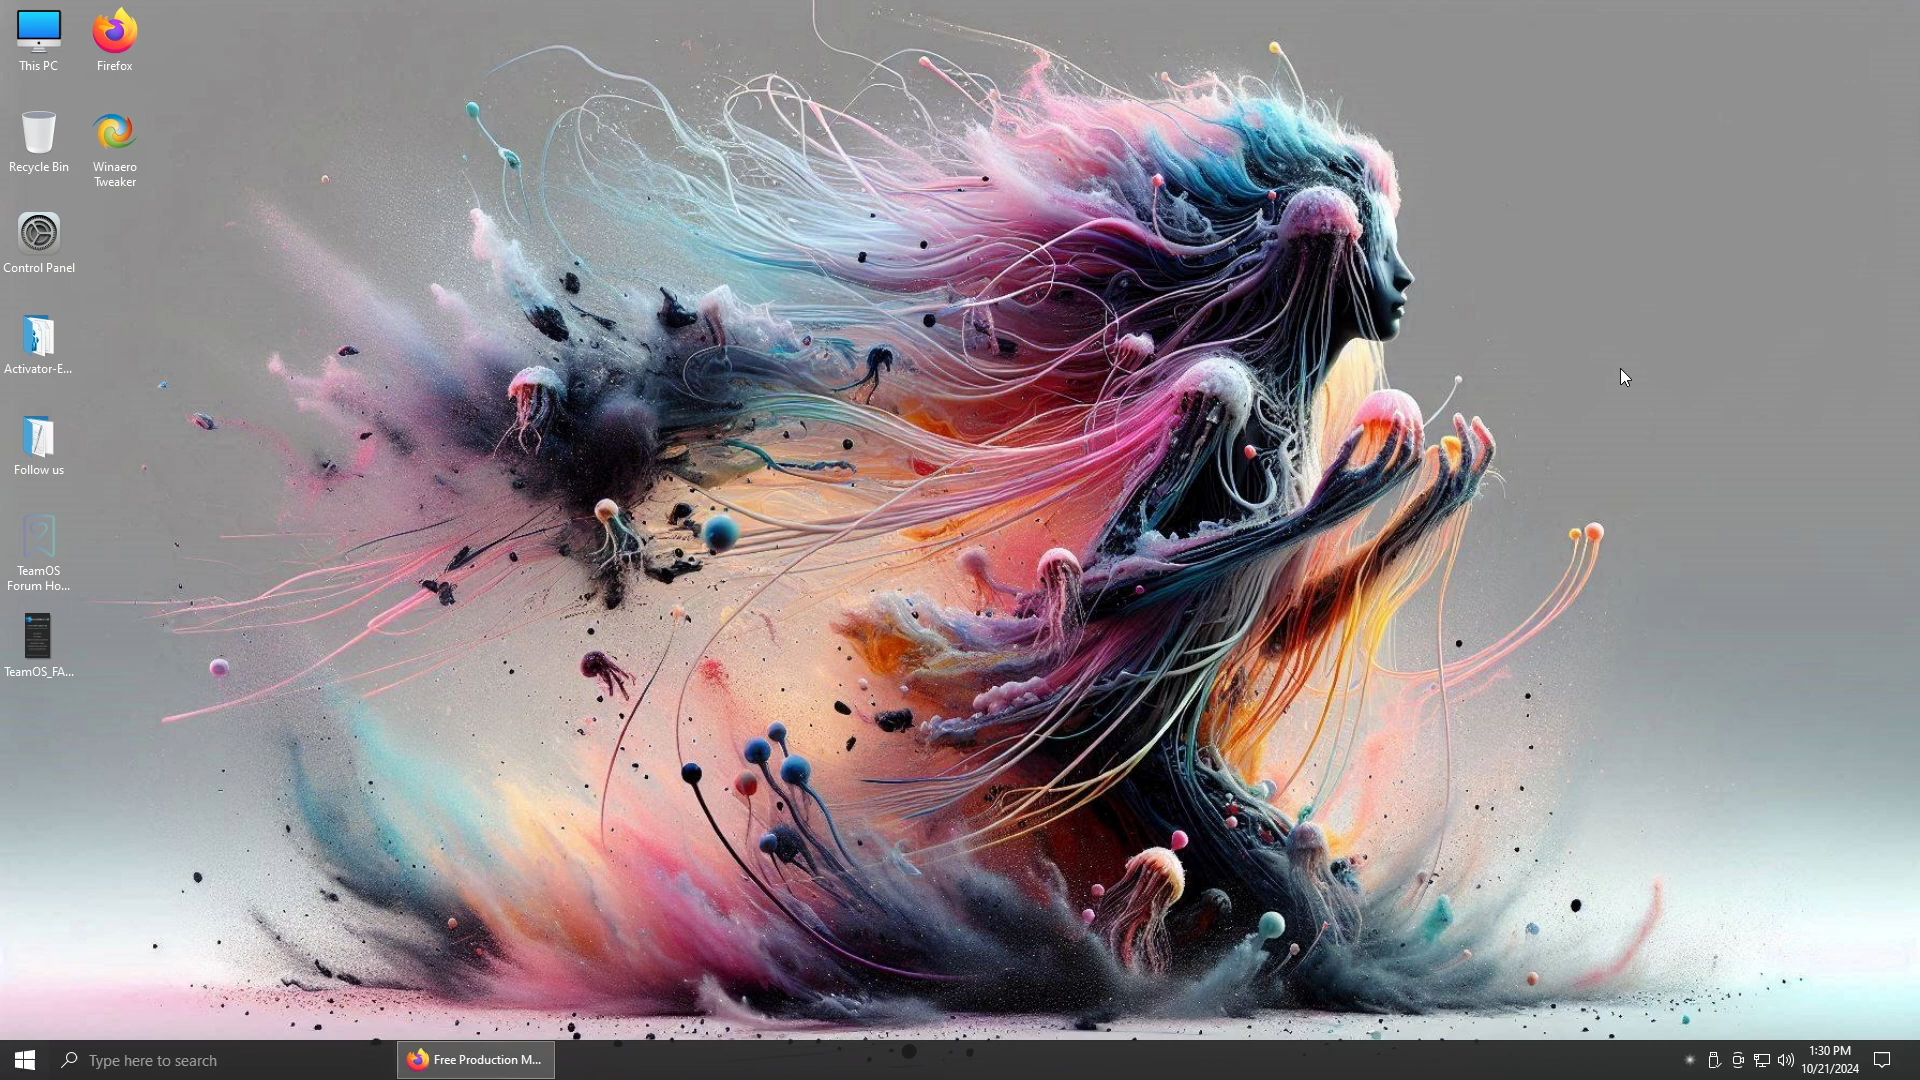 This PC
Firefox
Recycle Bin
Winaero
Tweaker
Control Panel
Activator-E...
Follow us
TeamOS
Forum Ho...
TeamOS_FA...
Type here to search
Free Production M...
1:30 PM
10/21/2024